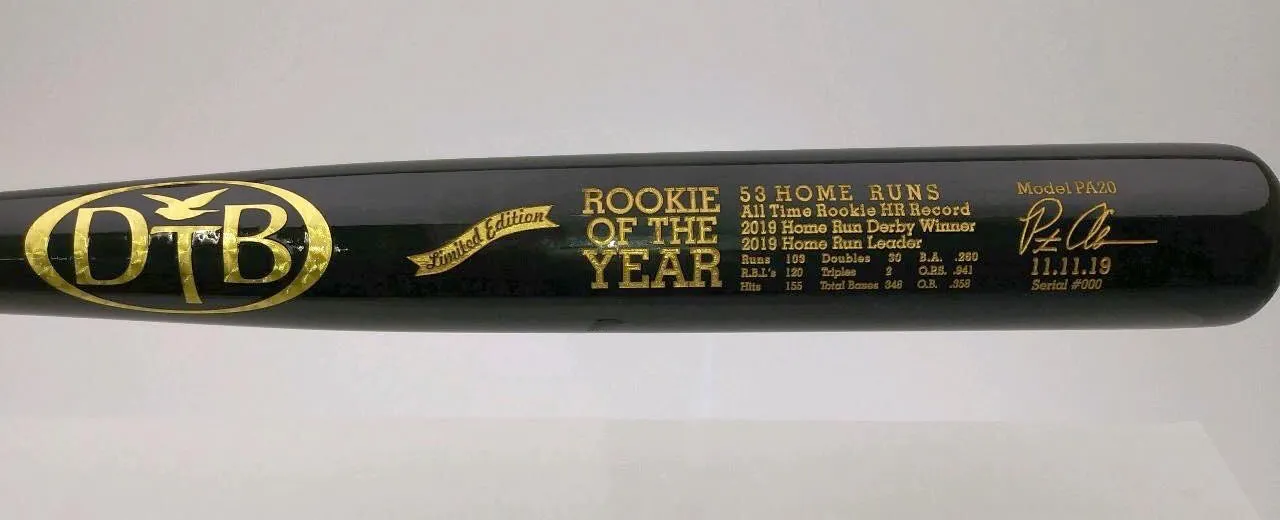 DTB
Limited Edition
ROOKIE
OF THE
YEAR
53 HOME RUNS
All Time Rookie HR Record
2019 Home Run Derby Winner
2019 Home Run Leader
Runs 103 Doubles 30 B.A. .260
R.B.I.'s 120 Triples 2 O.P.S. .941
Hits 155 Total Bases 348 O.B. .358
Model PA20
11.11.19
Serial #000